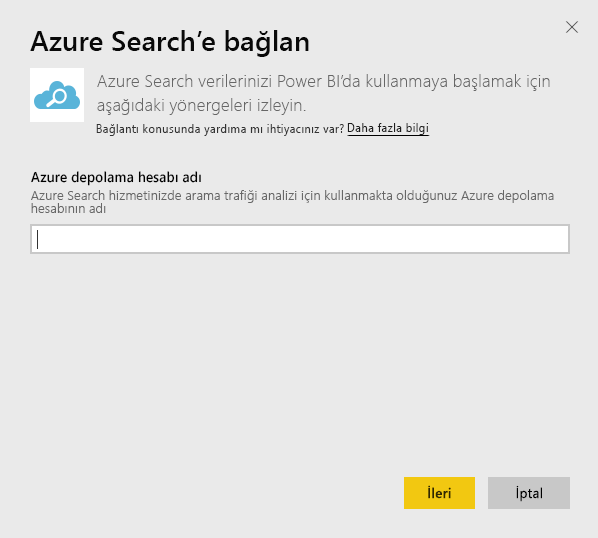 Azure Search'e bağlan
Azure Search verilerinizi Power BI'da kullanmaya başlamak için
aşağıdaki yönergeleri izleyin.
Bağlantı konusunda yardıma mı ihtiyacınız var? Daha fazla bilgi
Azure depolama hesabı adı
Azure Search hizmetinizde arama trafiği analizi için kullanmakta olduğunuz Azure depolama
hesabının adı
İleri
İptal